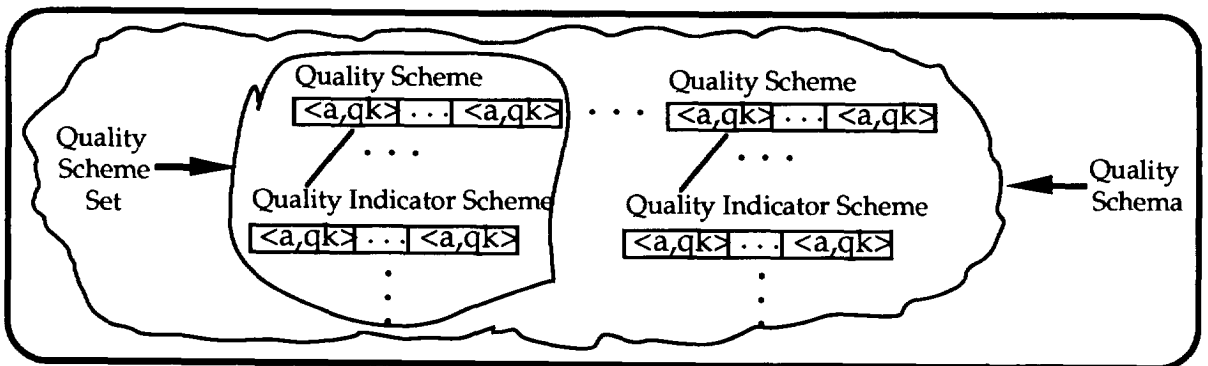 Quality Scheme
<a,qk> . . . <a,qk>
. . .
Quality Scheme
<a,qk> . . . <a,qk>
. . .
. . . .
Quality
Scheme
Set
Quality Indicator Scheme
<a,qk> . . . <a,qk>
Quality Indicator Scheme
<a,qk> . . . <a,qk>
Quality
Schema